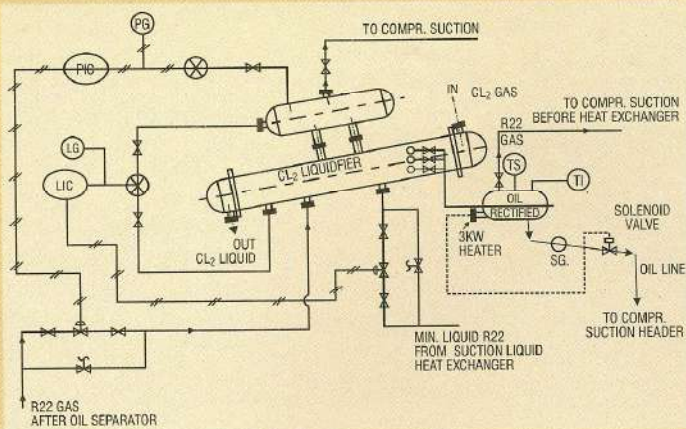 PG
TO COMPR. SUCTION
PIC
IN
CL2 GAS
TO COMPR. SUCTION
BEFORE HEAT EXCHANGER
R22
GAS
LG
TS
TI
LIC
CL2 LIQUIDFIER
OIL
RECTIFIED
SOLENOID
VALVE
3KW
HEATER
SG.
OIL LINE
OUT
CL2 LIQUID
TO COMPR.
SUCTION HEADER
MIN. LIQUID R22
FROM SUCTION LIQUID
HEAT EXCHANGER
R22 GAS
AFTER OIL SEPARATOR